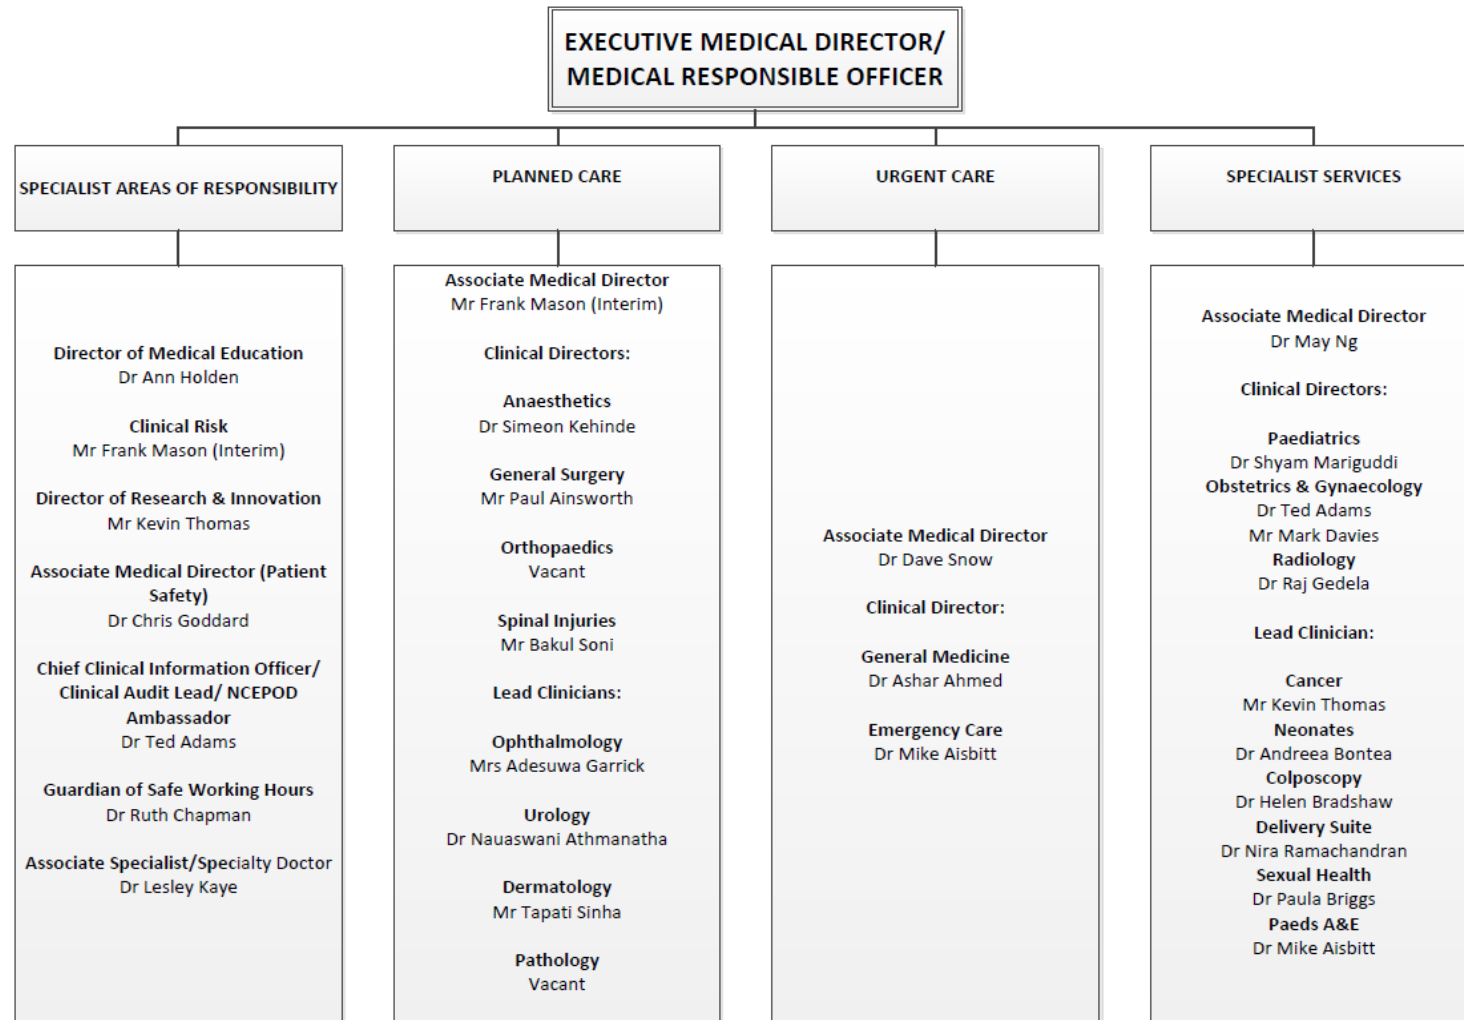 EXECUTIVE MEDICAL DIRECTOR/
MEDICAL RESPONSIBLE OFFICER
SPECIALIST AREAS OF RESPONSIBILITY
Director of Medical Education
Dr Ann Holden
Clinical Risk
Mr Frank Mason (Interim)
Director of Research & Innovation
Mr Kevin Thomas
Associate Medical Director (Patient
Safety)
Dr Chris Goddard
Chief Clinical Information Officer/
Clinical Audit Lead/ NCEPOD
Ambassador
Dr Ted Adams
Guardian of Safe Working Hours
Dr Ruth Chapman
Associate Specialist/Specialty Doctor
Dr Lesley Kaye
PLANNED CARE
Associate Medical Director
Mr Frank Mason (Interim)
Clinical Directors:
Anaesthetics
Dr Simeon Kehinde
General Surgery
Mr Paul Ainsworth
Orthopaedics
Vacant
Spinal Injuries
Mr Bakul Soni
Lead Clinicians:
Ophthalmology
Mrs Adesuwa Garrick
Urology
Dr Nauaswani Athmanatha
Dermatology
Mr Tapati Sinha
Pathology
Vacant
URGENT CARE
Associate Medical Director
Dr Dave Snow
Clinical Director:
General Medicine
Dr Ashar Ahmed
Emergency Care
Dr Mike Aisbitt
SPECIALIST SERVICES
Associate Medical Director
Dr May Ng
Clinical Directors:
Paediatrics
Dr Shyam Mariguddi
Obstetrics & Gynaecology
Dr Ted Adams
Mr Mark Davies
Radiology
Dr Raj Gedela
Lead Clinician:
Cancer
Mr Kevin Thomas
Neonates
Dr Andreea Bontea
Colposcopy
Dr Helen Bradshaw
Delivery Suite
Dr Nira Ramachandran
Sexual Health
Dr Paula Briggs
Paeds A&E
Dr Mike Aisbitt